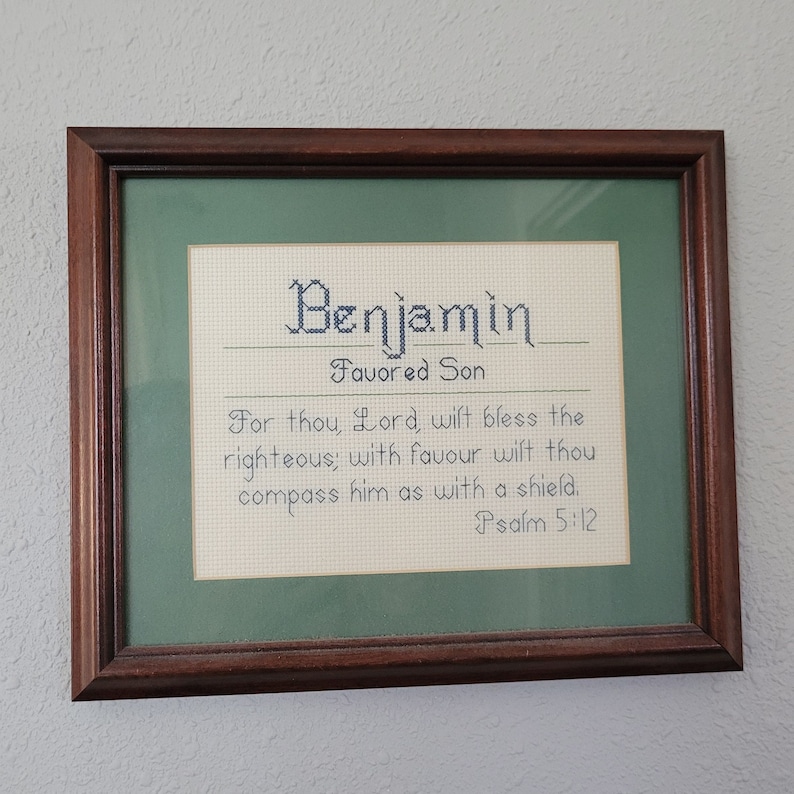 Benjamin
Favored Son
For thou, Lord, wilt bless the
righteous; with favour wilt thou
compass him as with a shield.
Psalm 5:12